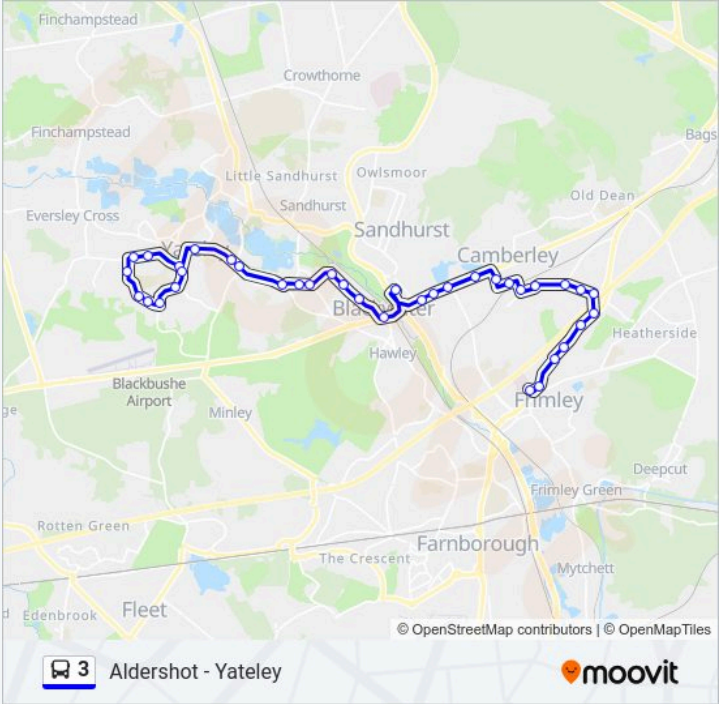 Finchampstead
Crowthorne
Finchampstead
Bags
Little Sandhurst
Owlsmoor
Old Dean
Eversley Cross
Sandhurst
Sandhurst
Camberley
Heatherside
Hawley
Blackbushe
Airport
ge
Minley
Frimley
Deepcut
Frimley Green
Rotten Green
Farnborough
The Crescent
Mytchett
d
Edenbrook
Fleet
© OpenStreetMap contributors | © OpenMapTiles
3 Aldershot - Yateley
moovit